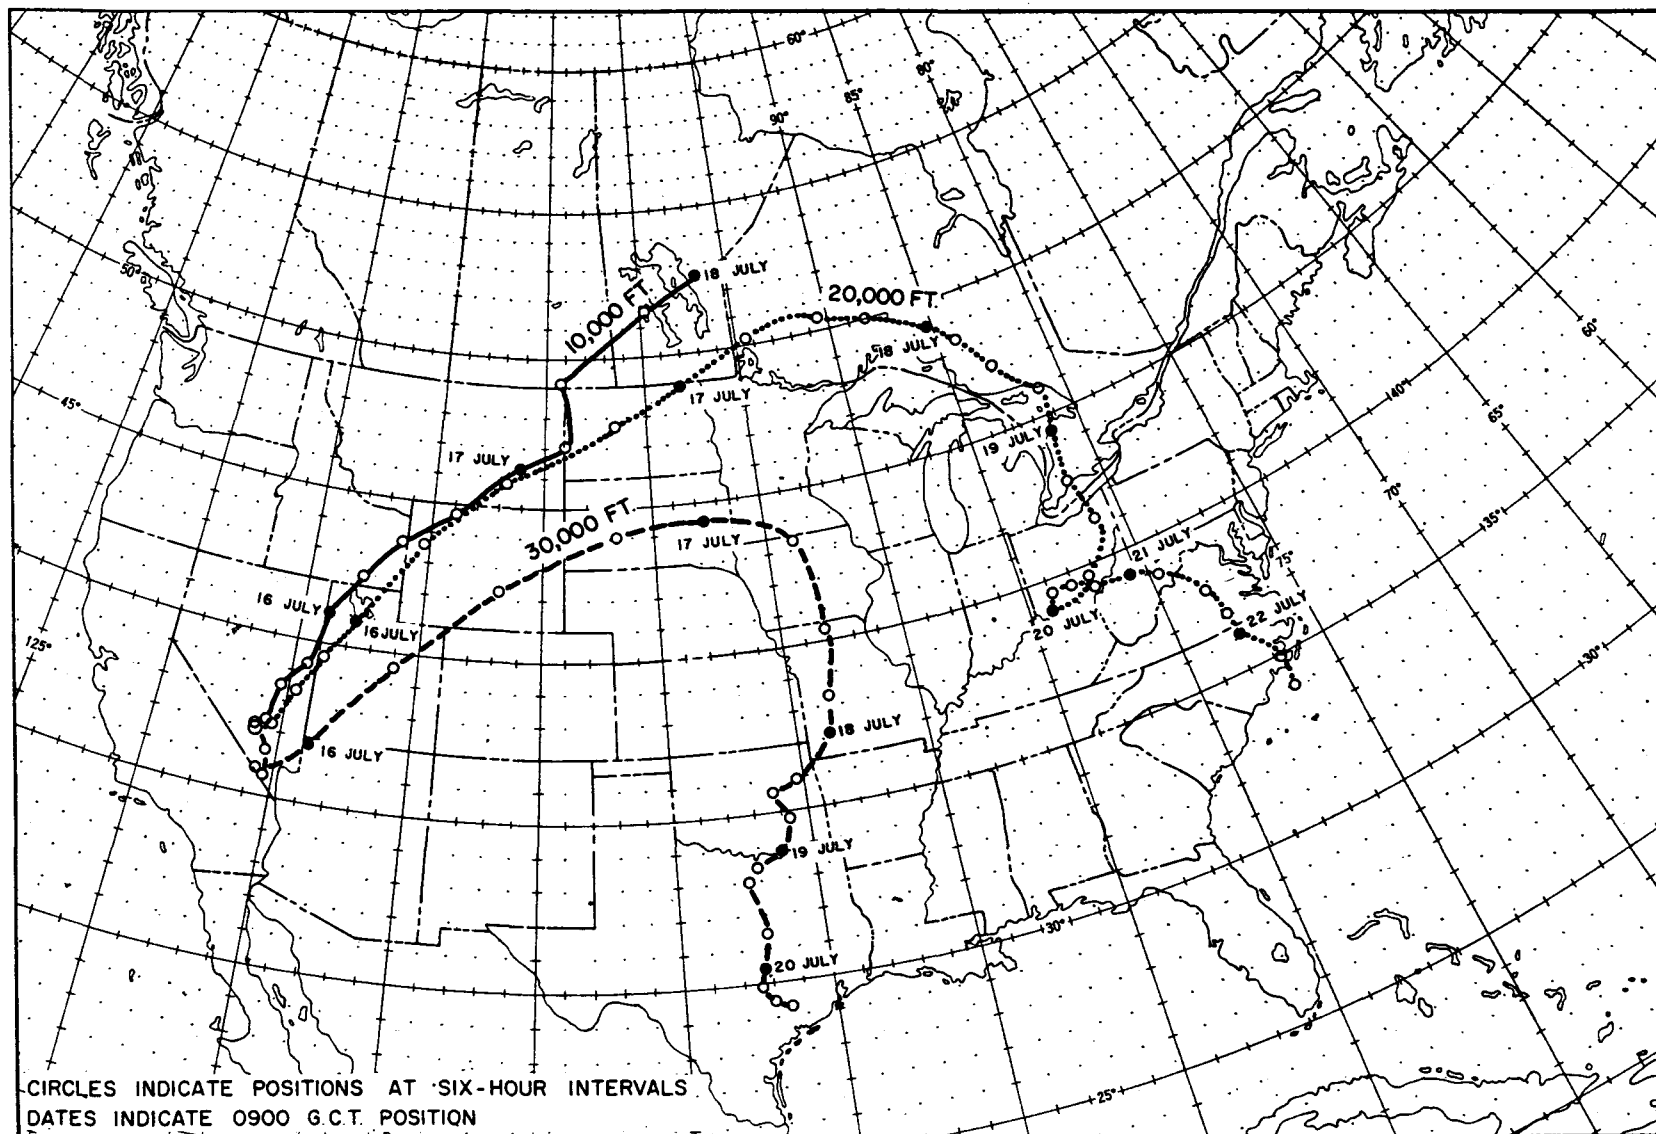 60°
80°
85°
90°
50°
18 JULY
10,000 FT.
20,000 FT.
18 JULY
60°
17 JULY
45°
40°
65°
17 JULY
19 JULY
70°
30,000 FT.
17 JULY
35°
21 JULY
75°
16 JULY
16 JULY
20 JULY
22 JULY
125°
30°
16 JULY
18 JULY
19 JULY
30°
20 JULY
25°
CIRCLES INDICATE POSITIONS AT SIX-HOUR INTERVALS
DATES INDICATE 0900 G.C.T. POSITION